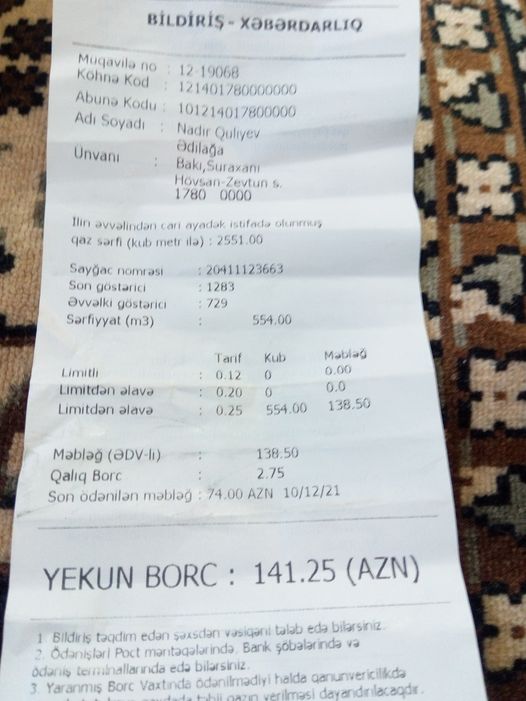 BİLDİRİŞ - XƏBƏRDARLIQ
Müqavilə no : 12-19068
Köhnə Kod : 121401780000000
Abunə Kodu : 101214017800000
Adı Soyadı : Nadir Quliyev
Ədilağa
Ünvanı : Bakı,Suraxanı
Hövsan-Zeytun s.
1780 0000
İlin əvvəlindən cari ayadək istifadə olunmuş
qaz sərfi (kub metr ilə) : 2551.00
Sayğac nomrəsi : 20411123663
Son göstərici : 1283
Əvvəlki göstərici : 729
Sərfiyyat (m3) : 554.00
Tarif Kub Məbləğ
Limitli : 0.12 0 0.00
Limitdən əlavə : 0.20 0 0.0
Limitdən əlavə : 0.25 554.00 138.50
Məbləğ (ƏDV-li) : 138.50
Qalıq Borc : 2.75
Son ödənilən məbləğ : 74.00 AZN 10/12/21
YEKUN BORC : 141.25 (AZN)
1. Bildiriş təqdim edən şəxsdən vəsiqəni tələb edə bilərsiniz.
2. Ödənişləri Poct məntəqələrində, Bank şöbələrində və
ödəniş terminallarında edə bilərsiniz.
3. Yaranmış Borc Vaxtında ödənilmədiyi halda qanunvericilikdə
təbii qazın verilməsi dayandırılacaqdır.